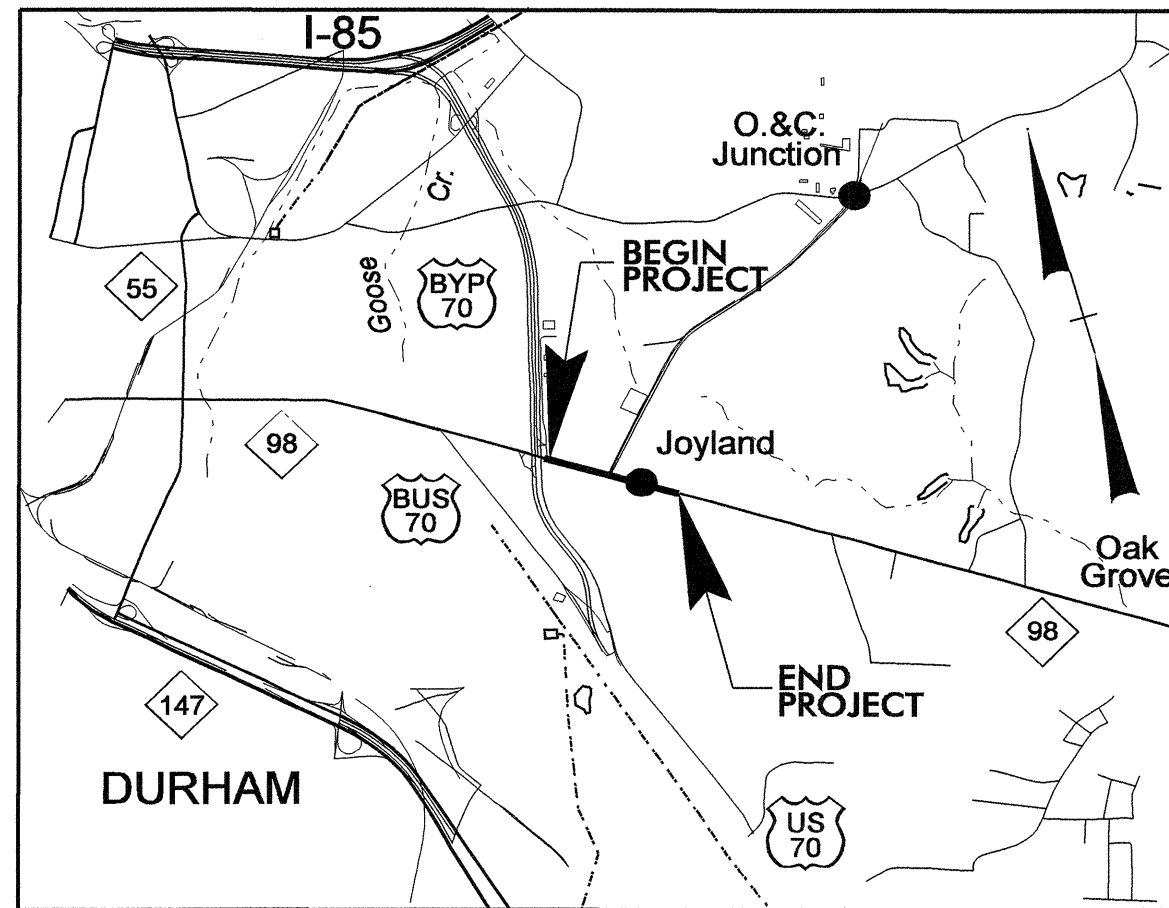 I-85
O.&C.
Junction
Cr.
Goose
55
BYP
70
BEGIN
PROJECT
98
BUS
70
Joyland
Oak
Grove
98
END
PROJECT
147
DURHAM
US
70